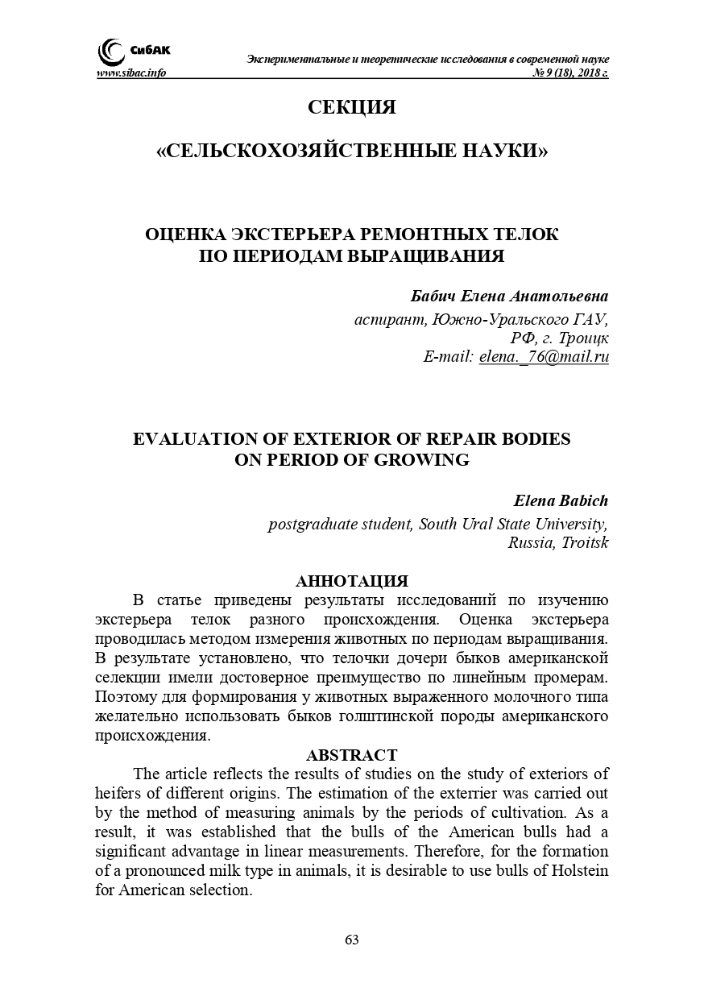 СибАК
www.sibac.info
Экспериментальные и теоретические исследования в современной науке
№ 9 (18), 2018 г.
СЕКЦИЯ
«СЕЛЬСКОХОЗЯЙСТВЕННЫЕ НАУКИ»
ОЦЕНКА ЭКСТЕРЬЕРА РЕМОНТНЫХ ТЕЛОК
ПО ПЕРИОДАМ ВЫРАЩИВАНИЯ
Бабич Елена Анатольевна
аспирант, Южно-Уральского ГАУ,
РФ, г. Троицк
E-mail: elena._76@mail.ru
EVALUATION OF EXTERIOR OF REPAIR BODIES
ON PERIOD OF GROWING
Elena Babich
postgraduate student, South Ural State University,
Russia, Troitsk
АННОТАЦИЯ
В статье приведены результаты исследований по изучению
экстерьера телок разного происхождения. Оценка экстерьера
проводилась методом измерения животных по периодам выращивания.
В результате установлено, что телочки дочери быков американской
селекции имели достоверное преимущество по линейным промерам.
Поэтому для формирования у животных выраженного молочного типа
желательно использовать быков голштинской породы американского
происхождения.
ABSTRACT
The article reflects the results of studies on the study of exteriors of
heifers of different origins. The estimation of the exterrier was carried out
by the method of measuring animals by the periods of cultivation. As a
result, it was established that the bulls of the American bulls had a
significant advantage in linear measurements. Therefore, for the formation
of a pronounced milk type in animals, it is desirable to use bulls of Holstein
for American selection.
63